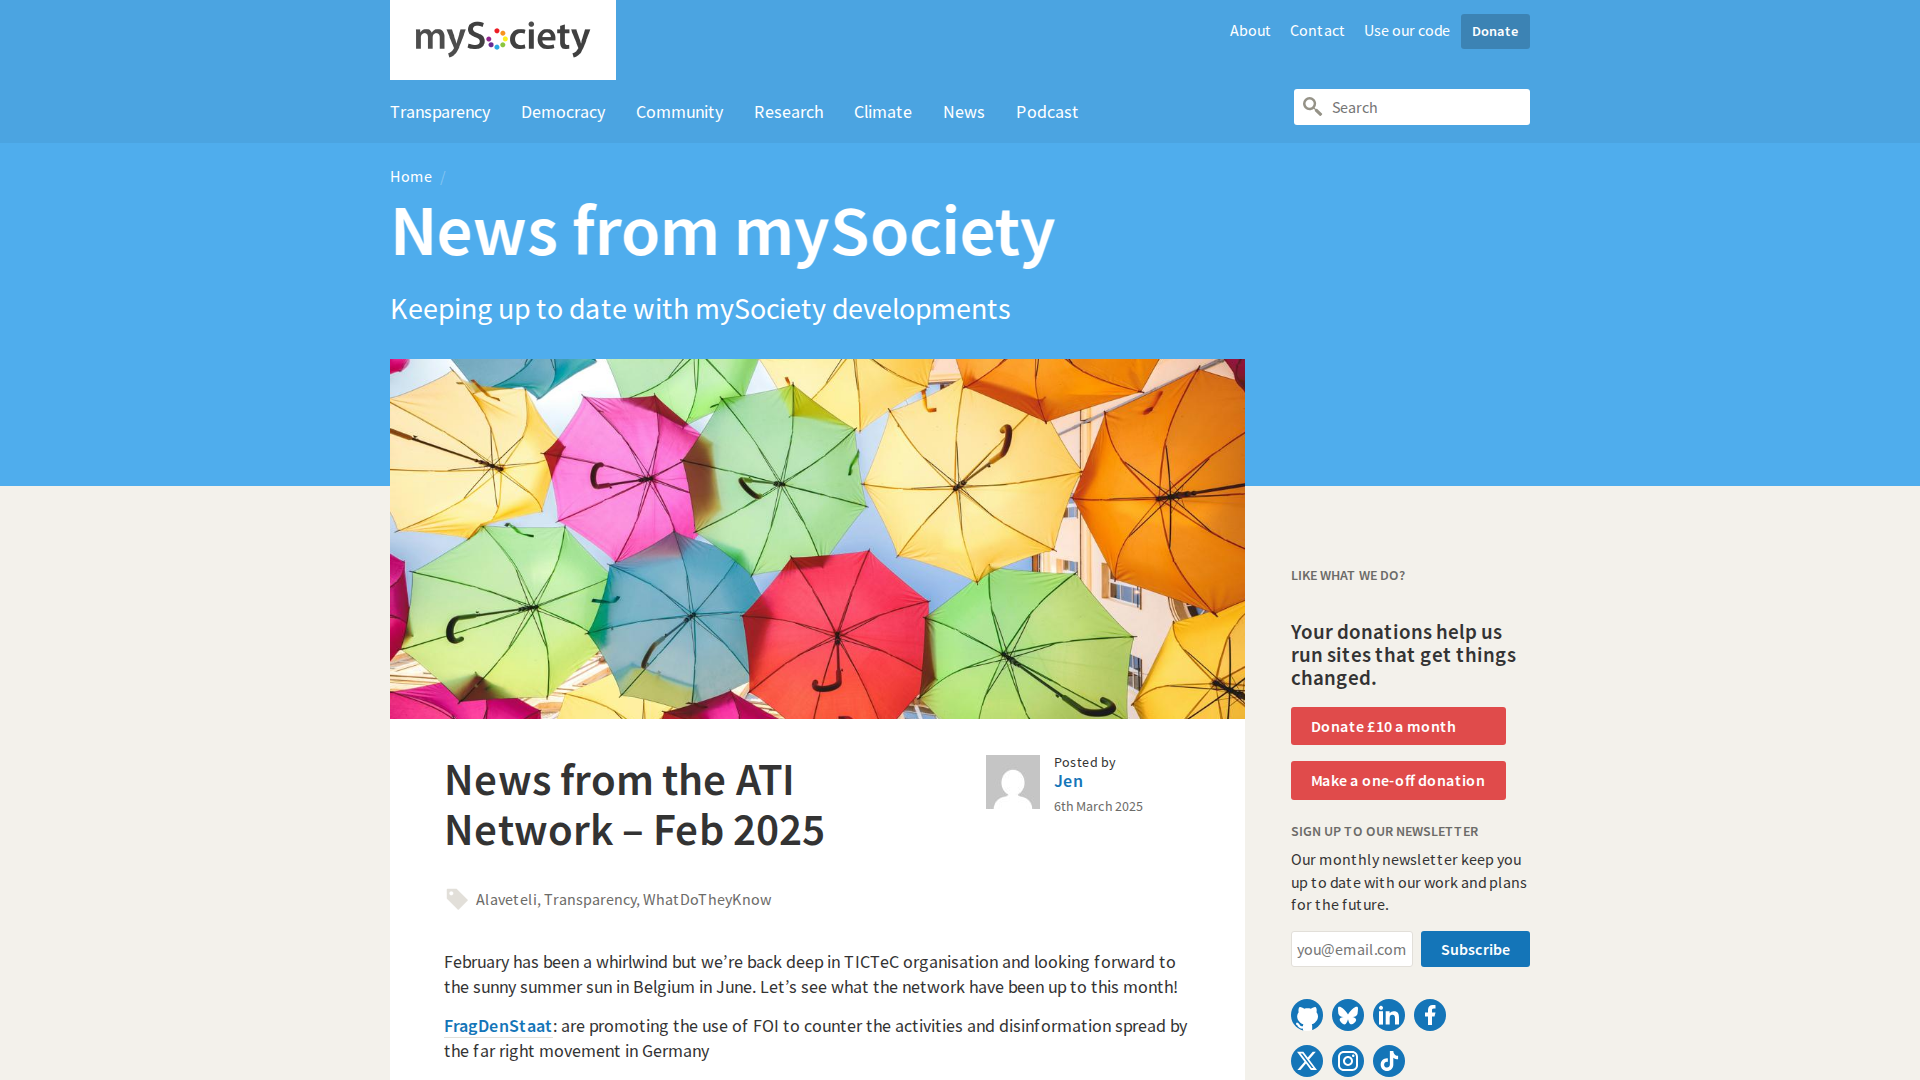 mySociety
About
Contact
Use our code
Donate
Transparency
Democracy
Community
Research
Climate
News
Podcast
Search
Home /
News from mySociety
Keeping up to date with mySociety developments
News from the ATI
Network – Feb 2025
Posted by
Jen
6th March 2025
Alaveteli, Transparency, WhatDoTheyKnow
February has been a whirlwind but we’re back deep in TICTeC organisation and looking forward to
the sunny summer sun in Belgium in June. Let’s see what the network have been up to this month!
FragDenStaat: are promoting the use of FOI to counter the activities and disinformation spread by
the far right movement in Germany
LIKE WHAT WE DO?
Your donations help us
run sites that get things
changed.
Donate £10 a month
Make a one-off donation
SIGN UP TO OUR NEWSLETTER
Our monthly newsletter keep you
up to date with our work and plans
for the future.
you@email.com
Subscribe